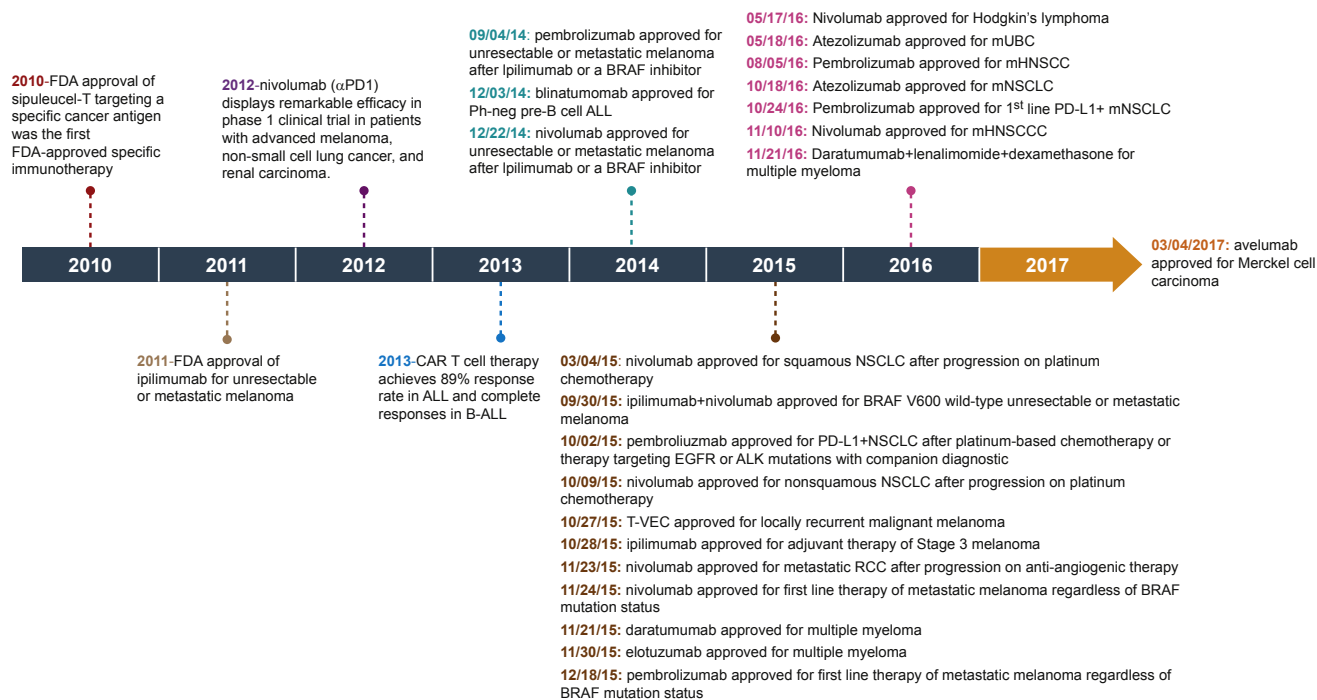 2010-FDA approval of
sipuleucel-T targeting a
specific cancer antigen
was the first
FDA-approved specific
immunotherapy
2012-nivolumab (αPD1)
displays remarkable efficacy in
phase 1 clinical trial in patients
with advanced melanoma,
non-small cell lung cancer, and
renal carcinoma.
09/04/14: pembrolizumab approved for
unresectable or metastatic melanoma
after Ipilimumab or a BRAF inhibitor
12/03/14: blinatumomab approved for
Ph-neg pre-B cell ALL
12/22/14: nivolumab approved for
unresectable or metastatic melanoma
after Ipilimumab or a BRAF inhibitor
05/17/16: Nivolumab approved for Hodgkin's lymphoma
05/18/16: Atezolizumab approved for mUBC
08/05/16: Pembrolizumab approved for mHNSCC
10/18/16: Atezolizumab approved for mNSCLC
10/24/16: Pembrolizumab approved for 1st line PD-L1+ mNSCLC
11/10/16: Nivolumab approved for mHNSCCC
11/21/16: Daratumumab+lenalimomide+dexamethasone for
multiple myeloma
2010 2011 2012 2013 2014 2015 2016 2017
03/04/2017: avelumab
approved for Merckel cell
carcinoma
2011-FDA approval of
ipilimumab for unresectable
or metastatic melanoma
2013-CAR T cell therapy
achieves 89% response
rate in ALL and complete
responses in B-ALL
03/04/15: nivolumab approved for squamous NSCLC after progression on platinum
chemotherapy
09/30/15: ipilimumab+nivolumab approved for BRAF V600 wild-type unresectable or metastatic
melanoma
10/02/15: pembroliuzmab approved for PD-L1+NSCLC after platinum-based chemotherapy or
therapy targeting EGFR or ALK mutations with companion diagnostic
10/09/15: nivolumab approved for nonsquamous NSCLC after progression on platinum
chemotherapy
10/27/15: T-VEC approved for locally recurrent malignant melanoma
10/28/15: ipilimumab approved for adjuvant therapy of Stage 3 melanoma
11/23/15: nivolumab approved for metastatic RCC after progression on anti-angiogenic therapy
11/24/15: nivolumab approved for first line therapy of metastatic melanoma regardless of BRAF
mutation status
11/21/15: daratumumab approved for multiple myeloma
11/30/15: elotuzumab approved for multiple myeloma
12/18/15: pembrolizumab approved for first line therapy of metastatic melanoma regardless of
BRAF mutation status